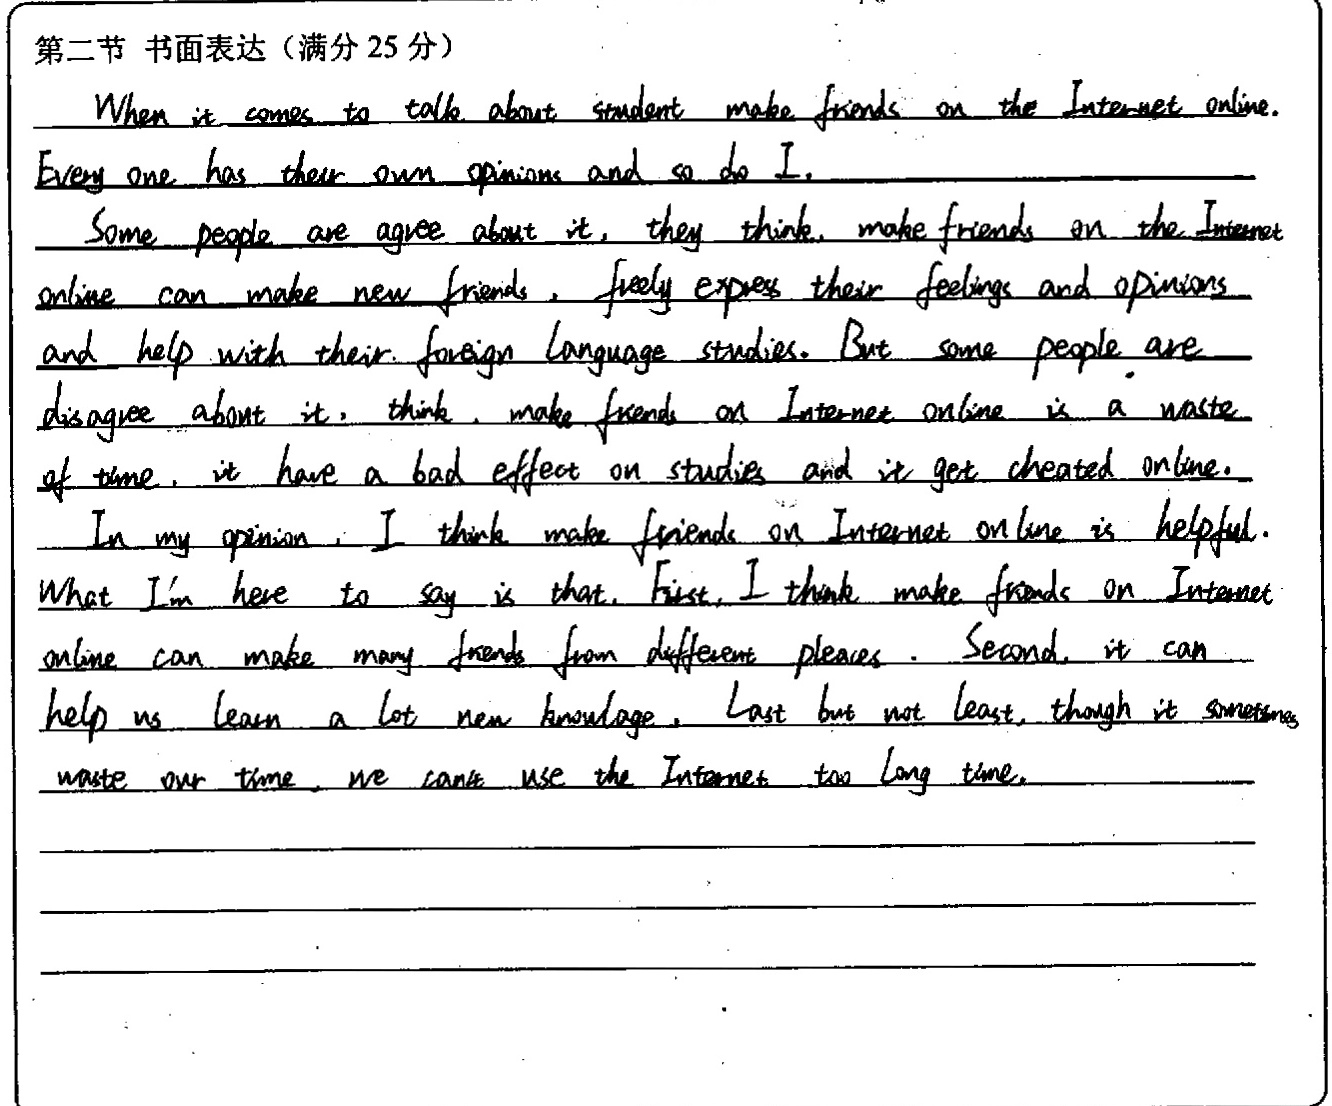 第二节 书面表达（满分 25 分）
When it comes to talk about student make friends on the Internet online.
Every one has their own opinions and so do I.
Some people are agree about it, they think, make friends on the Internet
online can make new friends, freely express their feelings and opinions
and help with their foreign language studies. But some people are
disagree about it, think, make friends on Internet online is a waste
of time, it have a bad effect on studies and it get cheated online.
In my opinion, I think make friends on Internet online is helpful.
What I'm here to say is that. First, I think make friends on Internet
online can make many friends from different pleaces. Second, it can
help us learn a lot new knowlage. Last but not least, though it sometimes
waste our time, we can't use the Internet too long time.